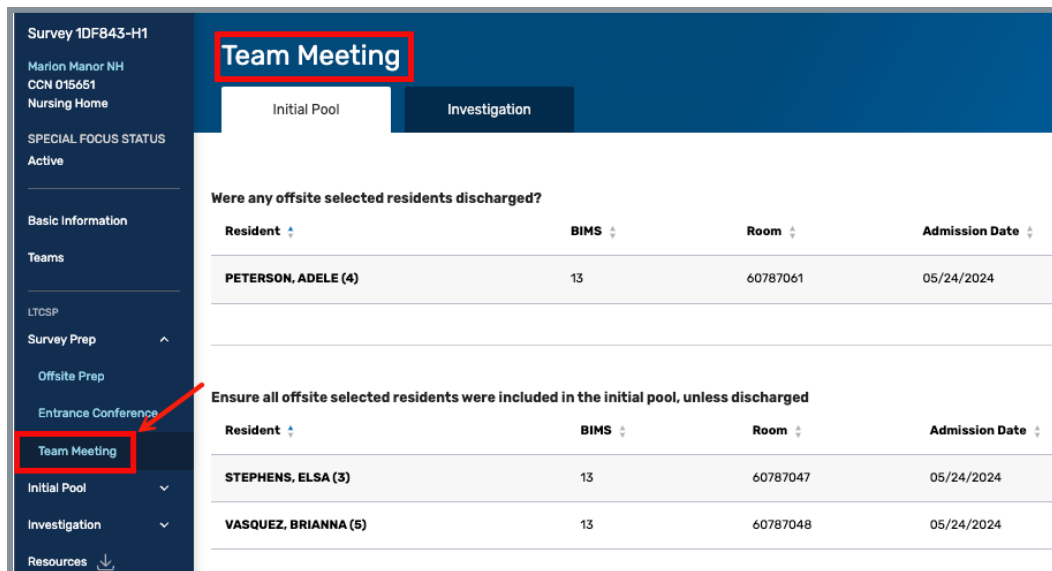 Survey 1DF843-H1
Marion Manor NH
CCN 015651
Nursing Home
SPECIAL FOCUS STATUS
Active
Basic Information
Teams
LTCSP
Survey Prep
Offsite Prep
Entrance Conference
Team Meeting
Initial Pool
Investigation
Resources
Team Meeting
Initial Pool Investigation
Were any offsite selected residents discharged?
Resident BIMS Room Admission Date
PETERSON, ADELE (4) 13 60787061 05/24/2024
Ensure all offsite selected residents were included in the initial pool, unless discharged
Resident BIMS Room Admission Date
STEPHENS, ELSA (3) 13 60787047 05/24/2024
VASQUEZ, BRIANNA (5) 13 60787048 05/24/2024